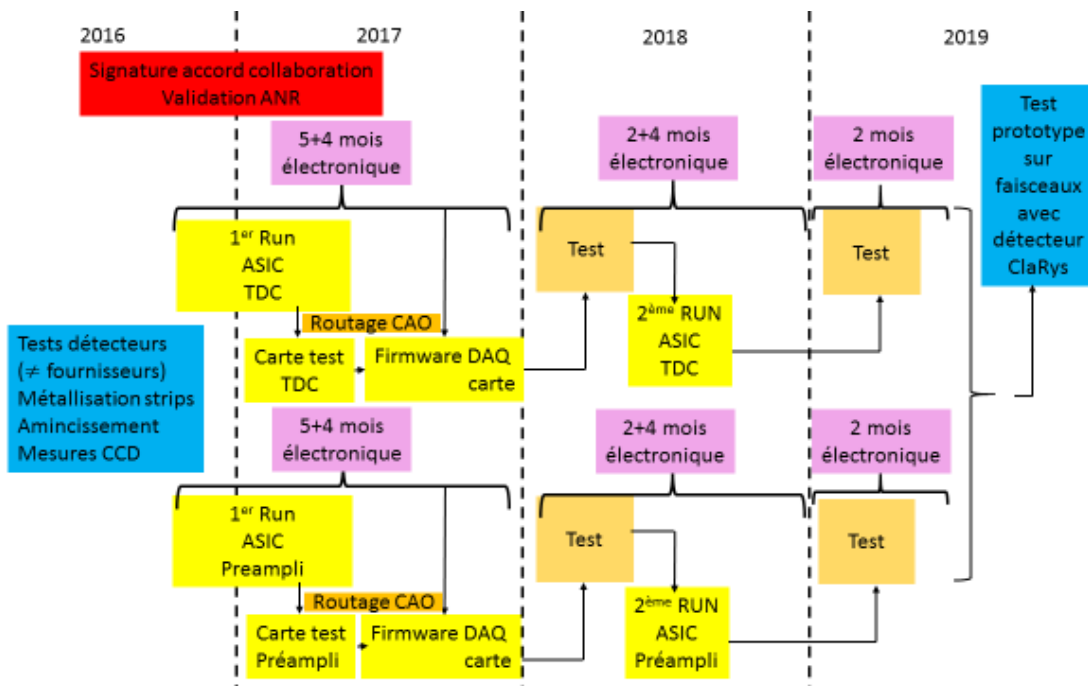 2016
2017
2018
2019
Signature accord collaboration
Validation ANR
Test
prototype
sur
faisceaux
avec
détecteur
ClaRys
5+4 mois
électronique
2+4 mois
électronique
2 mois
électronique
1er Run
ASIC
TDC
Test
Test
Routage CAO
2ème RUN
ASIC
TDC
Tests détecteurs
(≠ fournisseurs)
Métallisation strips
Amincissement
Mesures CCD
Carte test
TDC
Firmware DAQ
carte
5+4 mois
électronique
2+4 mois
électronique
2 mois
électronique
1er Run
ASIC
Preampli
Test
Test
Routage CAO
2ème RUN
ASIC
Préampli
Carte test
Préampli
Firmware DAQ
carte